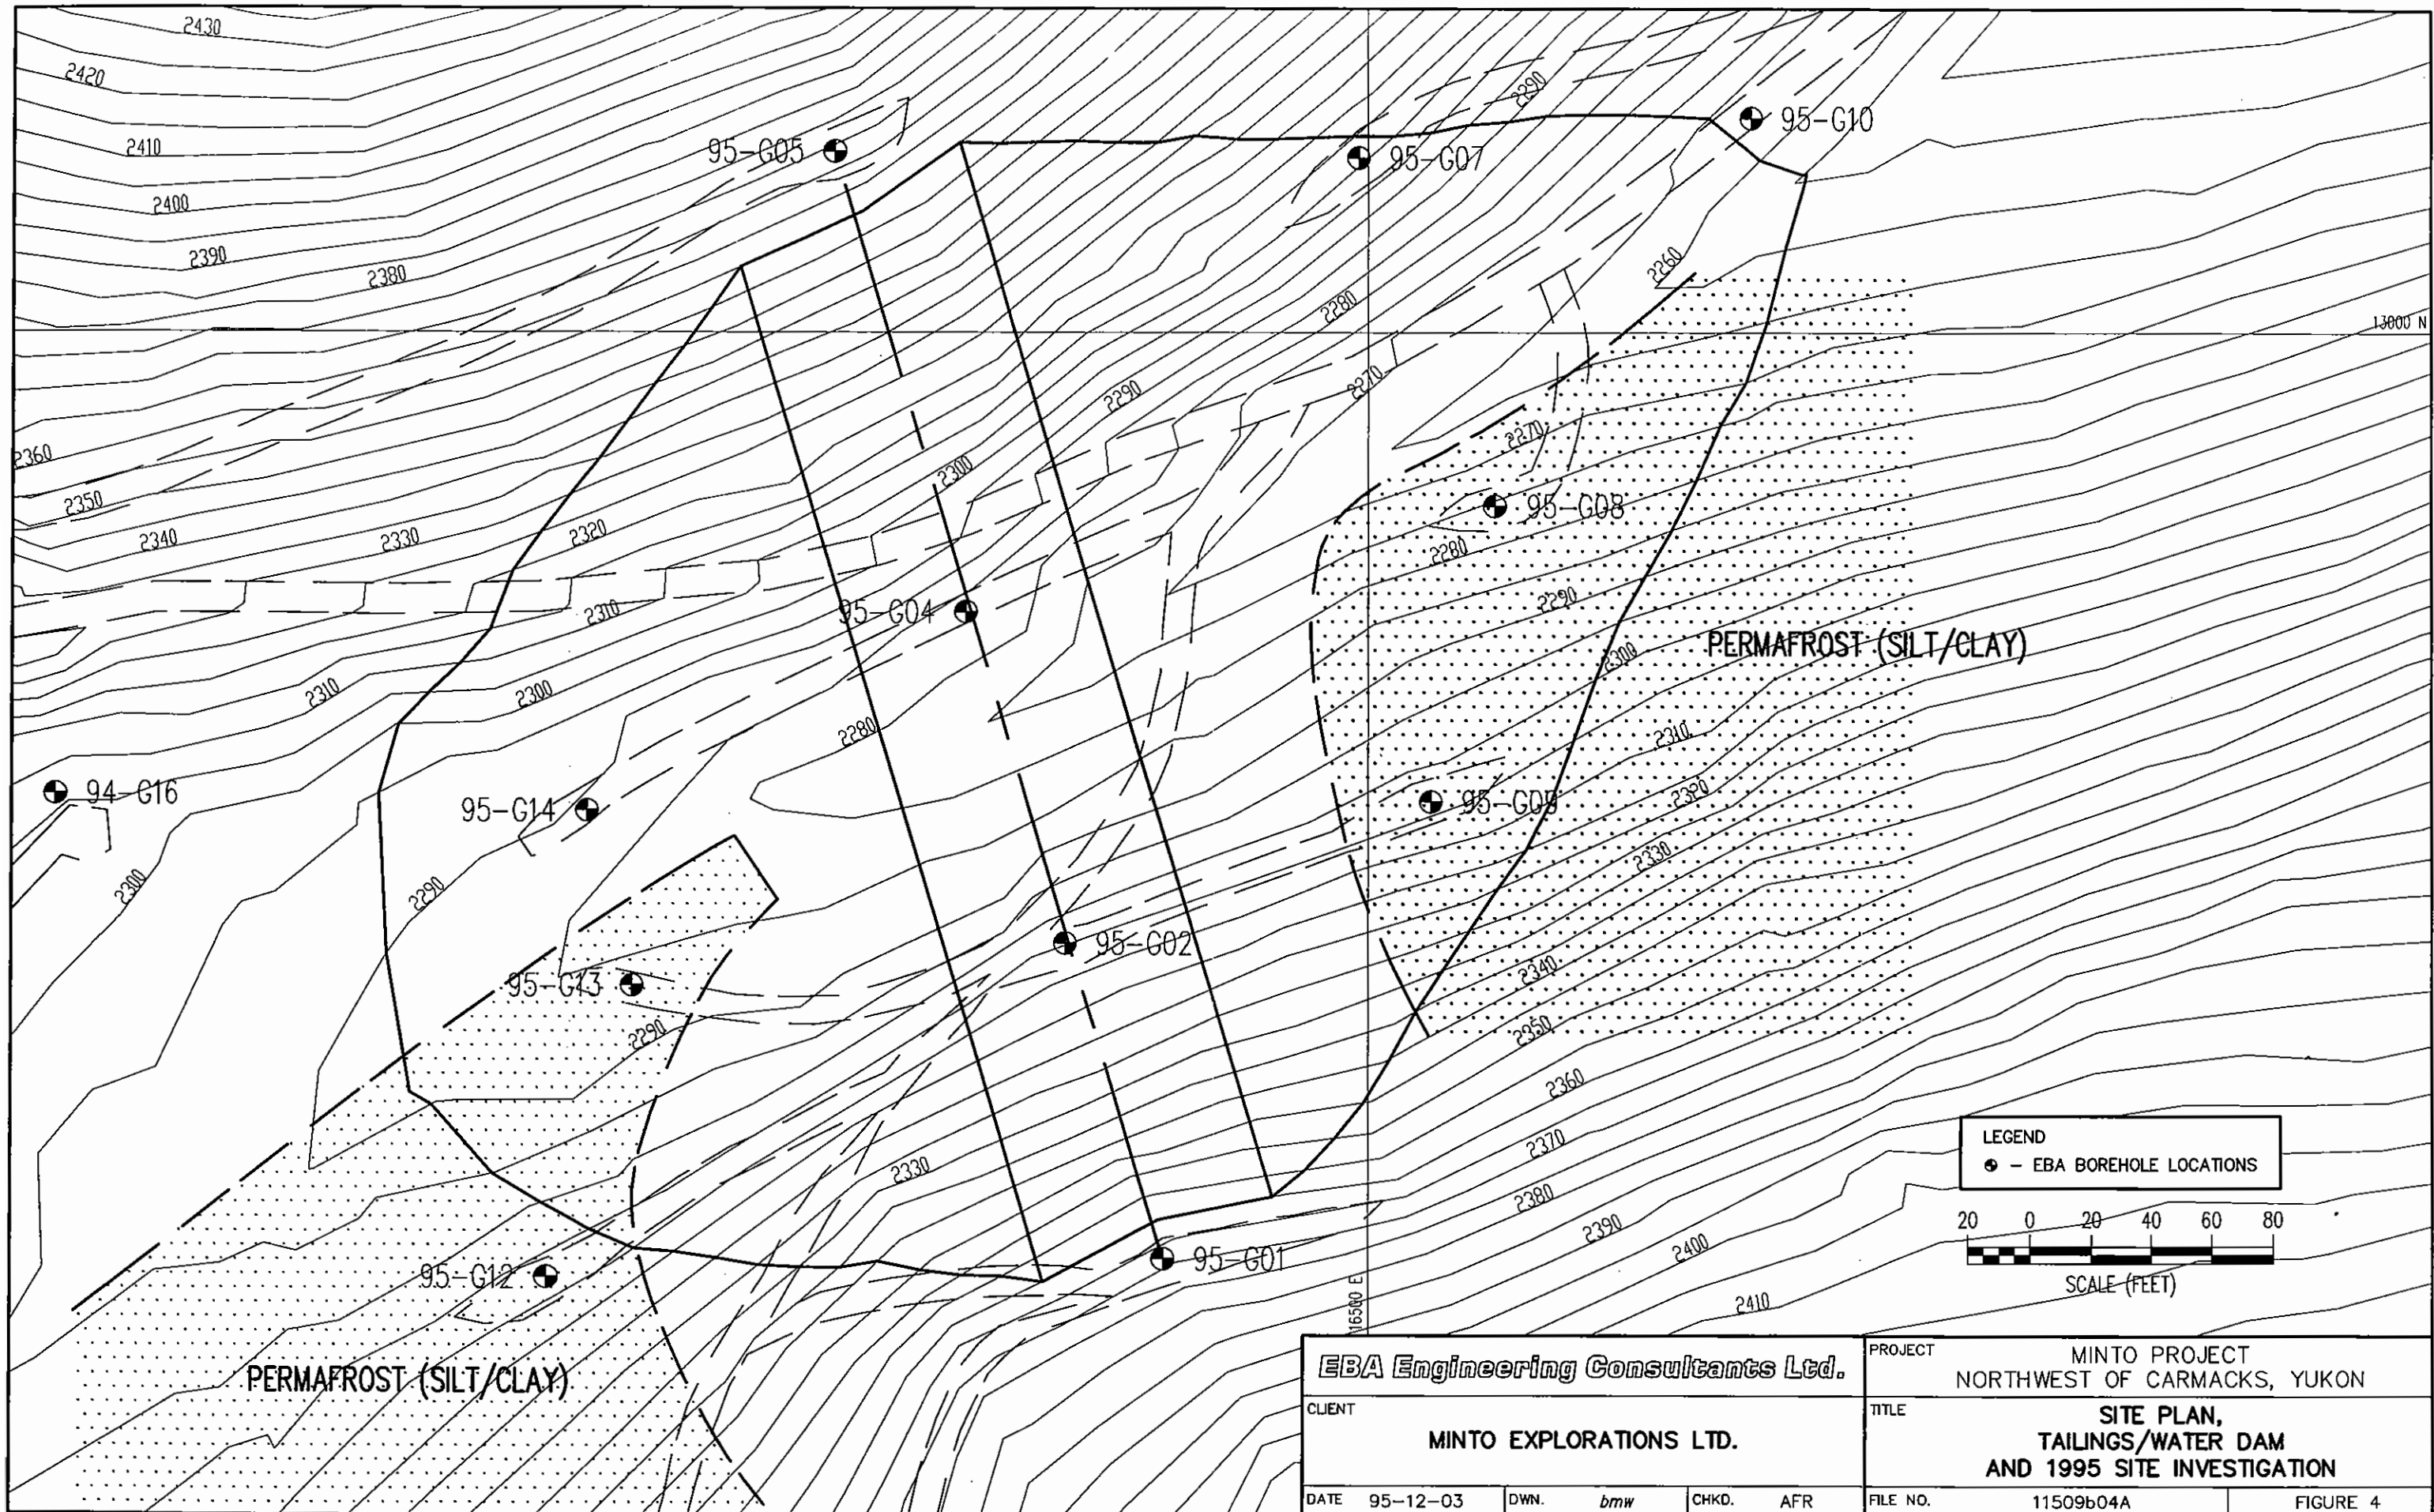 2430
2420
2410
2400
2390
2380
2290
95-G05
95-G07
95-G10
2260
2280
13000 N
2360
2350
2340
2330
2320
2310
2290
2300
2270
2270
95-G08
2280
2290
95-G04
2300
PERMAFROST (SILT/CLAY)
2310
2300
2280
2310
94-G16
95-G14
95-G09
2320
2300
2290
2330
95-G02
95-G13
2340
2290
2350
2360
2330
2370
2380
2390
2400
2410
95-G12
95-G01
16500 E
PERMAFROST (SILT/CLAY)
LEGEND
- EBA BOREHOLE LOCATIONS
20 0 20 40 60 80
SCALE (FEET)
EBA Engineering Consultants Ltd.
PROJECT
MINTO PROJECT
NORTHWEST OF CARMACKS, YUKON
CLIENT
MINTO EXPLORATIONS LTD.
TITLE
SITE PLAN,
TAILINGS/WATER DAM
AND 1995 SITE INVESTIGATION
DATE 95-12-03 DWN. bmw CHKD. AFR FILE NO. 11509b04A FIGURE 4